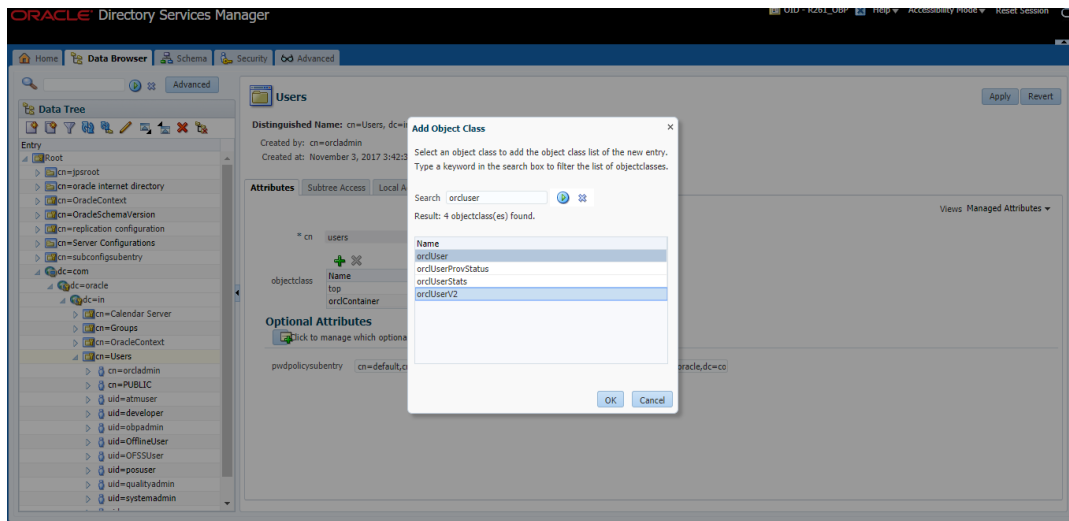 ORACLE Directory Services Manager
OID - R261_OBP Help Accessibility Mode Reset Session
Home Data Browser Schema Security Advanced
Advanced
Data Tree
Entry
Root
cn=jpsroot
cn=oracle internet directory
cn=OracleContext
cn=OracleSchemaVersion
cn=replication configuration
cn=Server Configurations
cn=subconfigsubentry
dc=com
dc=oracle
dc=in
cn=Calendar Server
cn=Groups
cn=OracleContext
cn=Users
cn=orcladmin
cn=PUBLIC
uid=atmuser
uid=developer
uid=obpadmin
uid=OfflineUser
uid=OFSSUser
uid=posuser
uid=qualityadmin
uid=systemadmin
Users
Apply Revert
Distinguished Name: cn=Users, dc=i
Created by: cn=orcladmin
Created at: November 3, 2017 3:42:3
Attributes Subtree Access Local A
Views Managed Attributes
* cn users
objectclass
Name
top
orclContainer
Optional Attributes
Click to manage which optiona
pwdpolicysubentry cn=default,c
oracle,dc=co
Add Object Class
Select an object class to add the object class list of the new entry.
Type a keyword in the search box to filter the list of objectclasses.
Search orcluser
Result: 4 objectclass(es) found.
Name
orclUser
orclUserProvStatus
orclUserStats
orclUserV2
OK Cancel